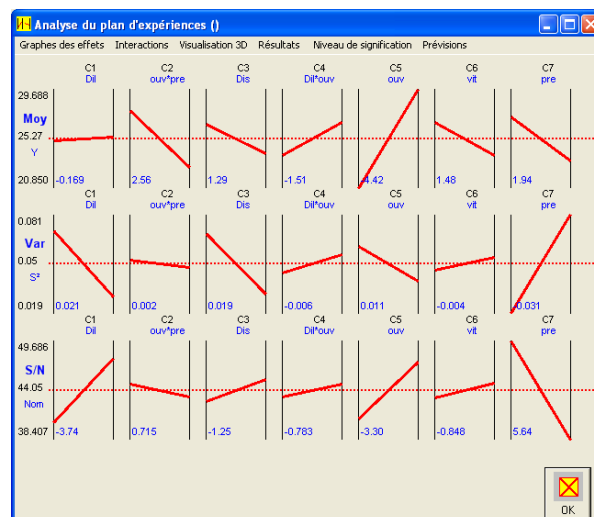 Analyse du plan d'expériences ()
Graphes des effets Interactions Visualisation 3D Résultats Niveau de signification Prévisions
C1 C2 C3 C4 C5 C6 C7
Dil ouv*pre Dis Dil*ouv ouv vit pre
29.688
Moy
25.27
Y
20.850 -0.169 2.56 1.29 -1.51 -4.42 1.48 1.94
C1 C2 C3 C4 C5 C6 C7
Dil ouv*pre Dis Dil*ouv ouv vit pre
0.081
Var
0.05
S²
0.019 0.021 0.002 0.019 -0.006 0.011 -0.004 -0.031
C1 C2 C3 C4 C5 C6 C7
Dil ouv*pre Dis Dil*ouv ouv vit pre
49.686
S/N
44.05
Nom
38.407 -3.74 0.715 -1.25 -0.783 -3.30 -0.848 5.64
OK